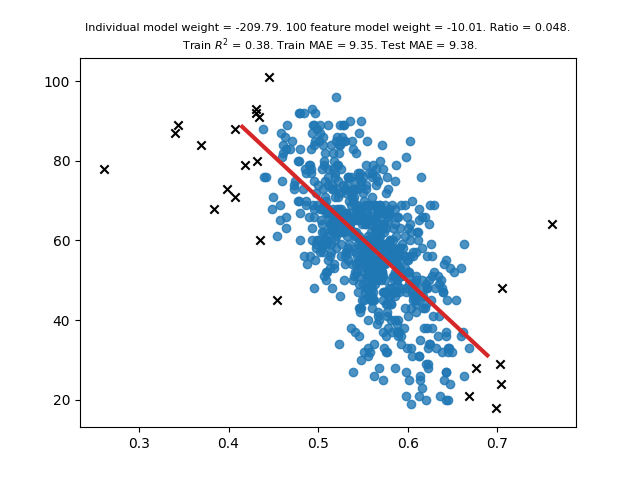 Individual model weight = -209.79. 100 feature model weight = -10.01. Ratio = 0.048.
Train R² = 0.38. Train MAE = 9.35. Test MAE = 9.38.
100
80
60
40
20
0.3 0.4 0.5 0.6 0.7